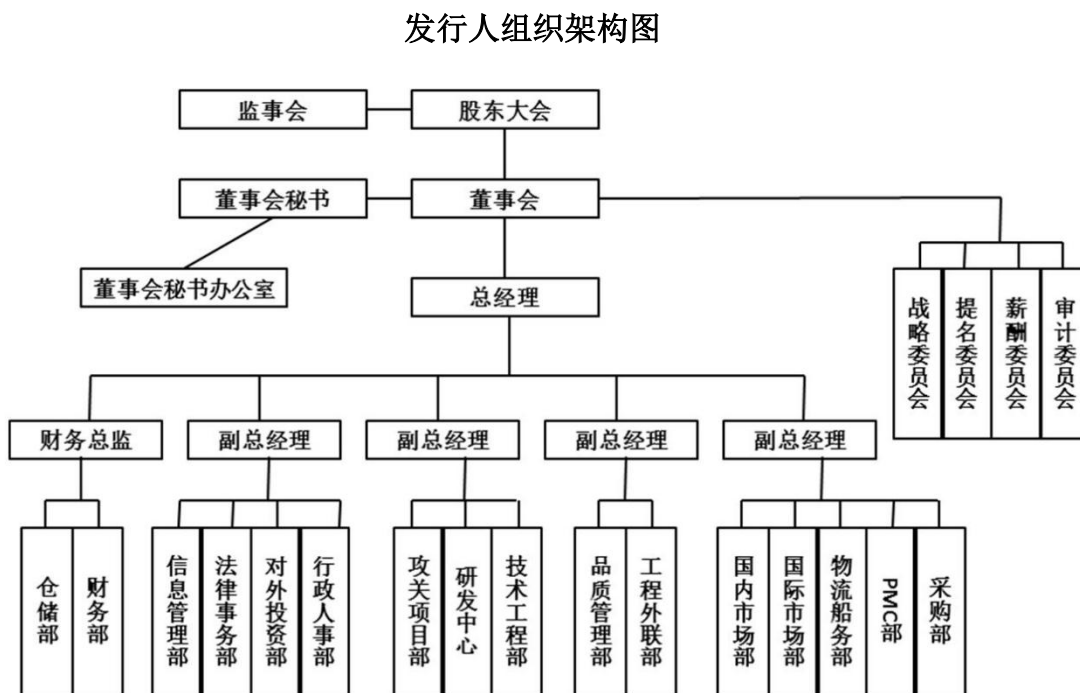 发行人组织架构图
监事会
股东大会
董事会秘书
董事会
董事会秘书办公室
总经理
战略委员会
提名委员会
薪酬委员会
审计委员会
财务总监
副总经理
副总经理
副总经理
副总经理
仓储部
财务部
信息管理部
法律事务部
对外投资部
行政人事部
攻关项目部
研发中心
技术工程部
品质管理部
工程外联部
国内市场部
国际市场部
物流船务部
PMC部
采购部